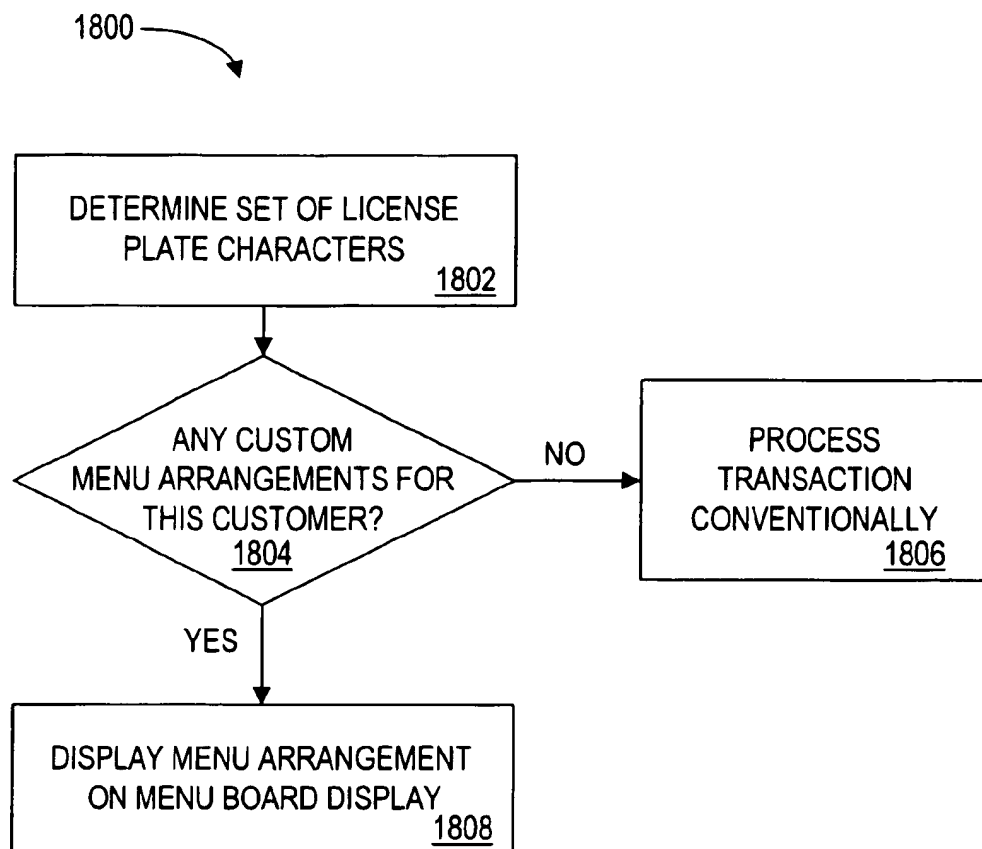 1800
DETERMINE SET OF LICENSE
PLATE CHARACTERS
1802
ANY CUSTOM
MENU ARRANGEMENTS FOR
THIS CUSTOMER?
1804
NO
PROCESS
TRANSACTION
CONVENTIONALLY
1806
YES
DISPLAY MENU ARRANGEMENT
ON MENU BOARD DISPLAY
1808